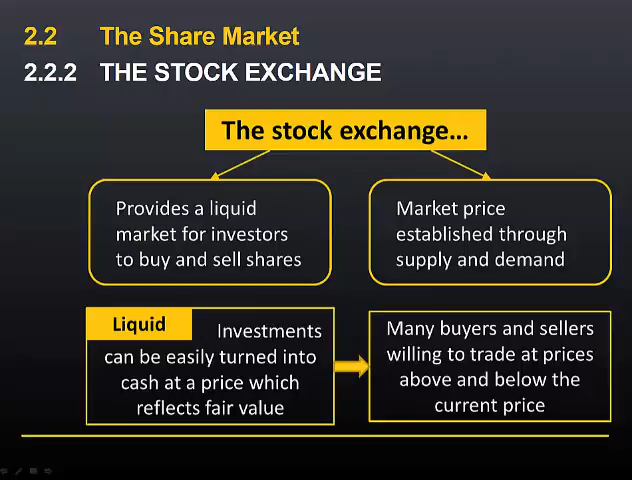 2.2 The Share Market
2.2.2 THE STOCK EXCHANGE
The stock exchange...
Provides a liquid
market for investors
to buy and sell shares
Market price
established through
supply and demand
Liquid Investments
can be easily turned into
cash at a price which
reflects fair value
Many buyers and sellers
willing to trade at prices
above and below the
current price